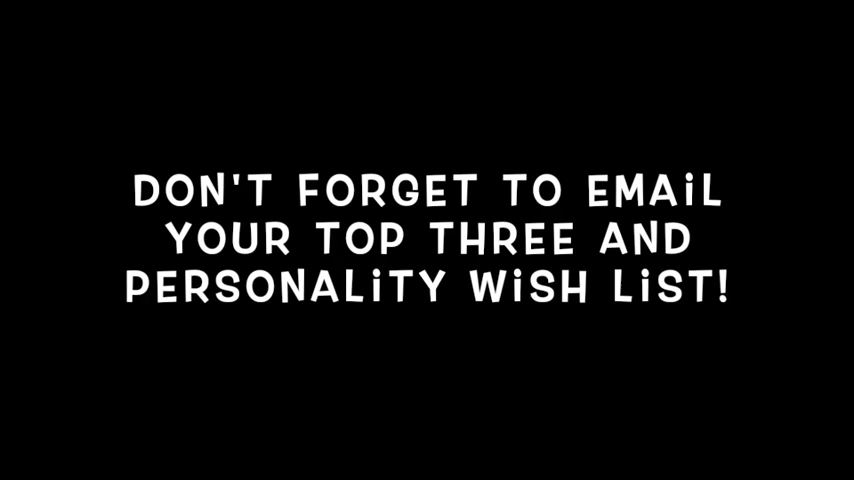 DON'T FORGET TO EMAiL
YOUR TOP THREE AND
PERSONALiTY WiSH LiST!